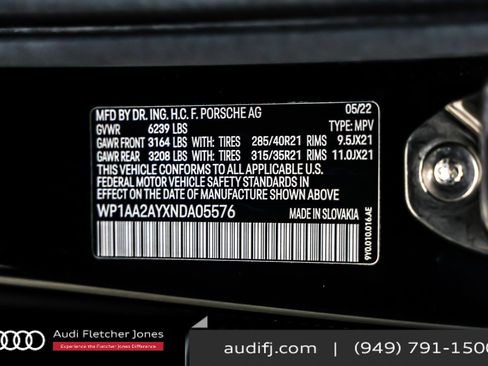 MFD BY DR. ING. H.C. F. PORSCHE AG 05/22
GVWR 6239 LBS TYPE: MPV
GAWR FRONT 3164 LBS WITH: TIRES 285/40R21 RIMS 9.5JX21
GAWR REAR 3208 LBS WITH: TIRES 315/35R21 RIMS 11.0JX21
THIS VEHICLE CONFORMS TO ALL APPLICABLE U.S.
FEDERAL MOTOR VEHICLE SAFETY STANDARDS IN
EFFECT ON THE DATE OF MANUFACTURE SHOWN ABOVE.
WP1AA2AYXNDA05576 MADE IN SLOVAKIA
9Y0.010.016.AE
Audi Fletcher Jones
Experience the Fletcher Jones Difference.
audifj.com | (949) 791-150